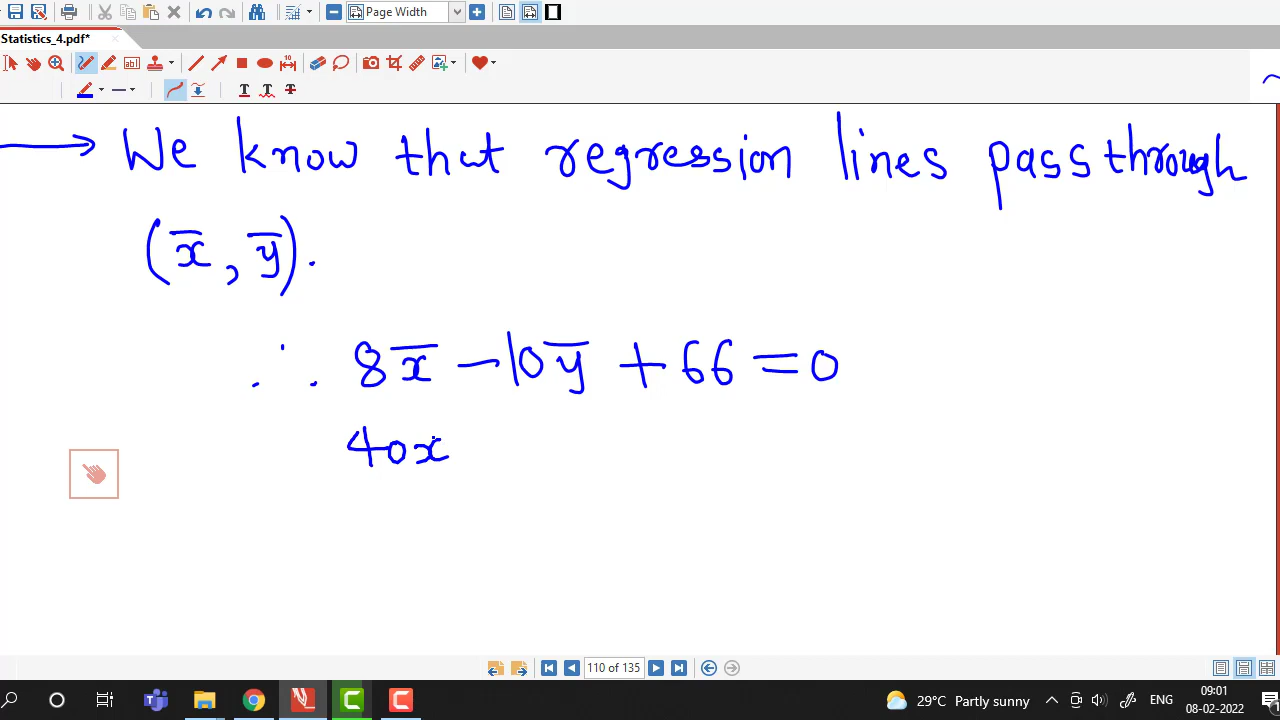 Page Width
Statistics_4.pdf*
We know that regression lines pass through
(x̅, y̅).
∴ 8x̅ − 10y̅ + 66 = 0
40x
110 of 135
29°C Partly sunny
ENG
09:01
08-02-2022